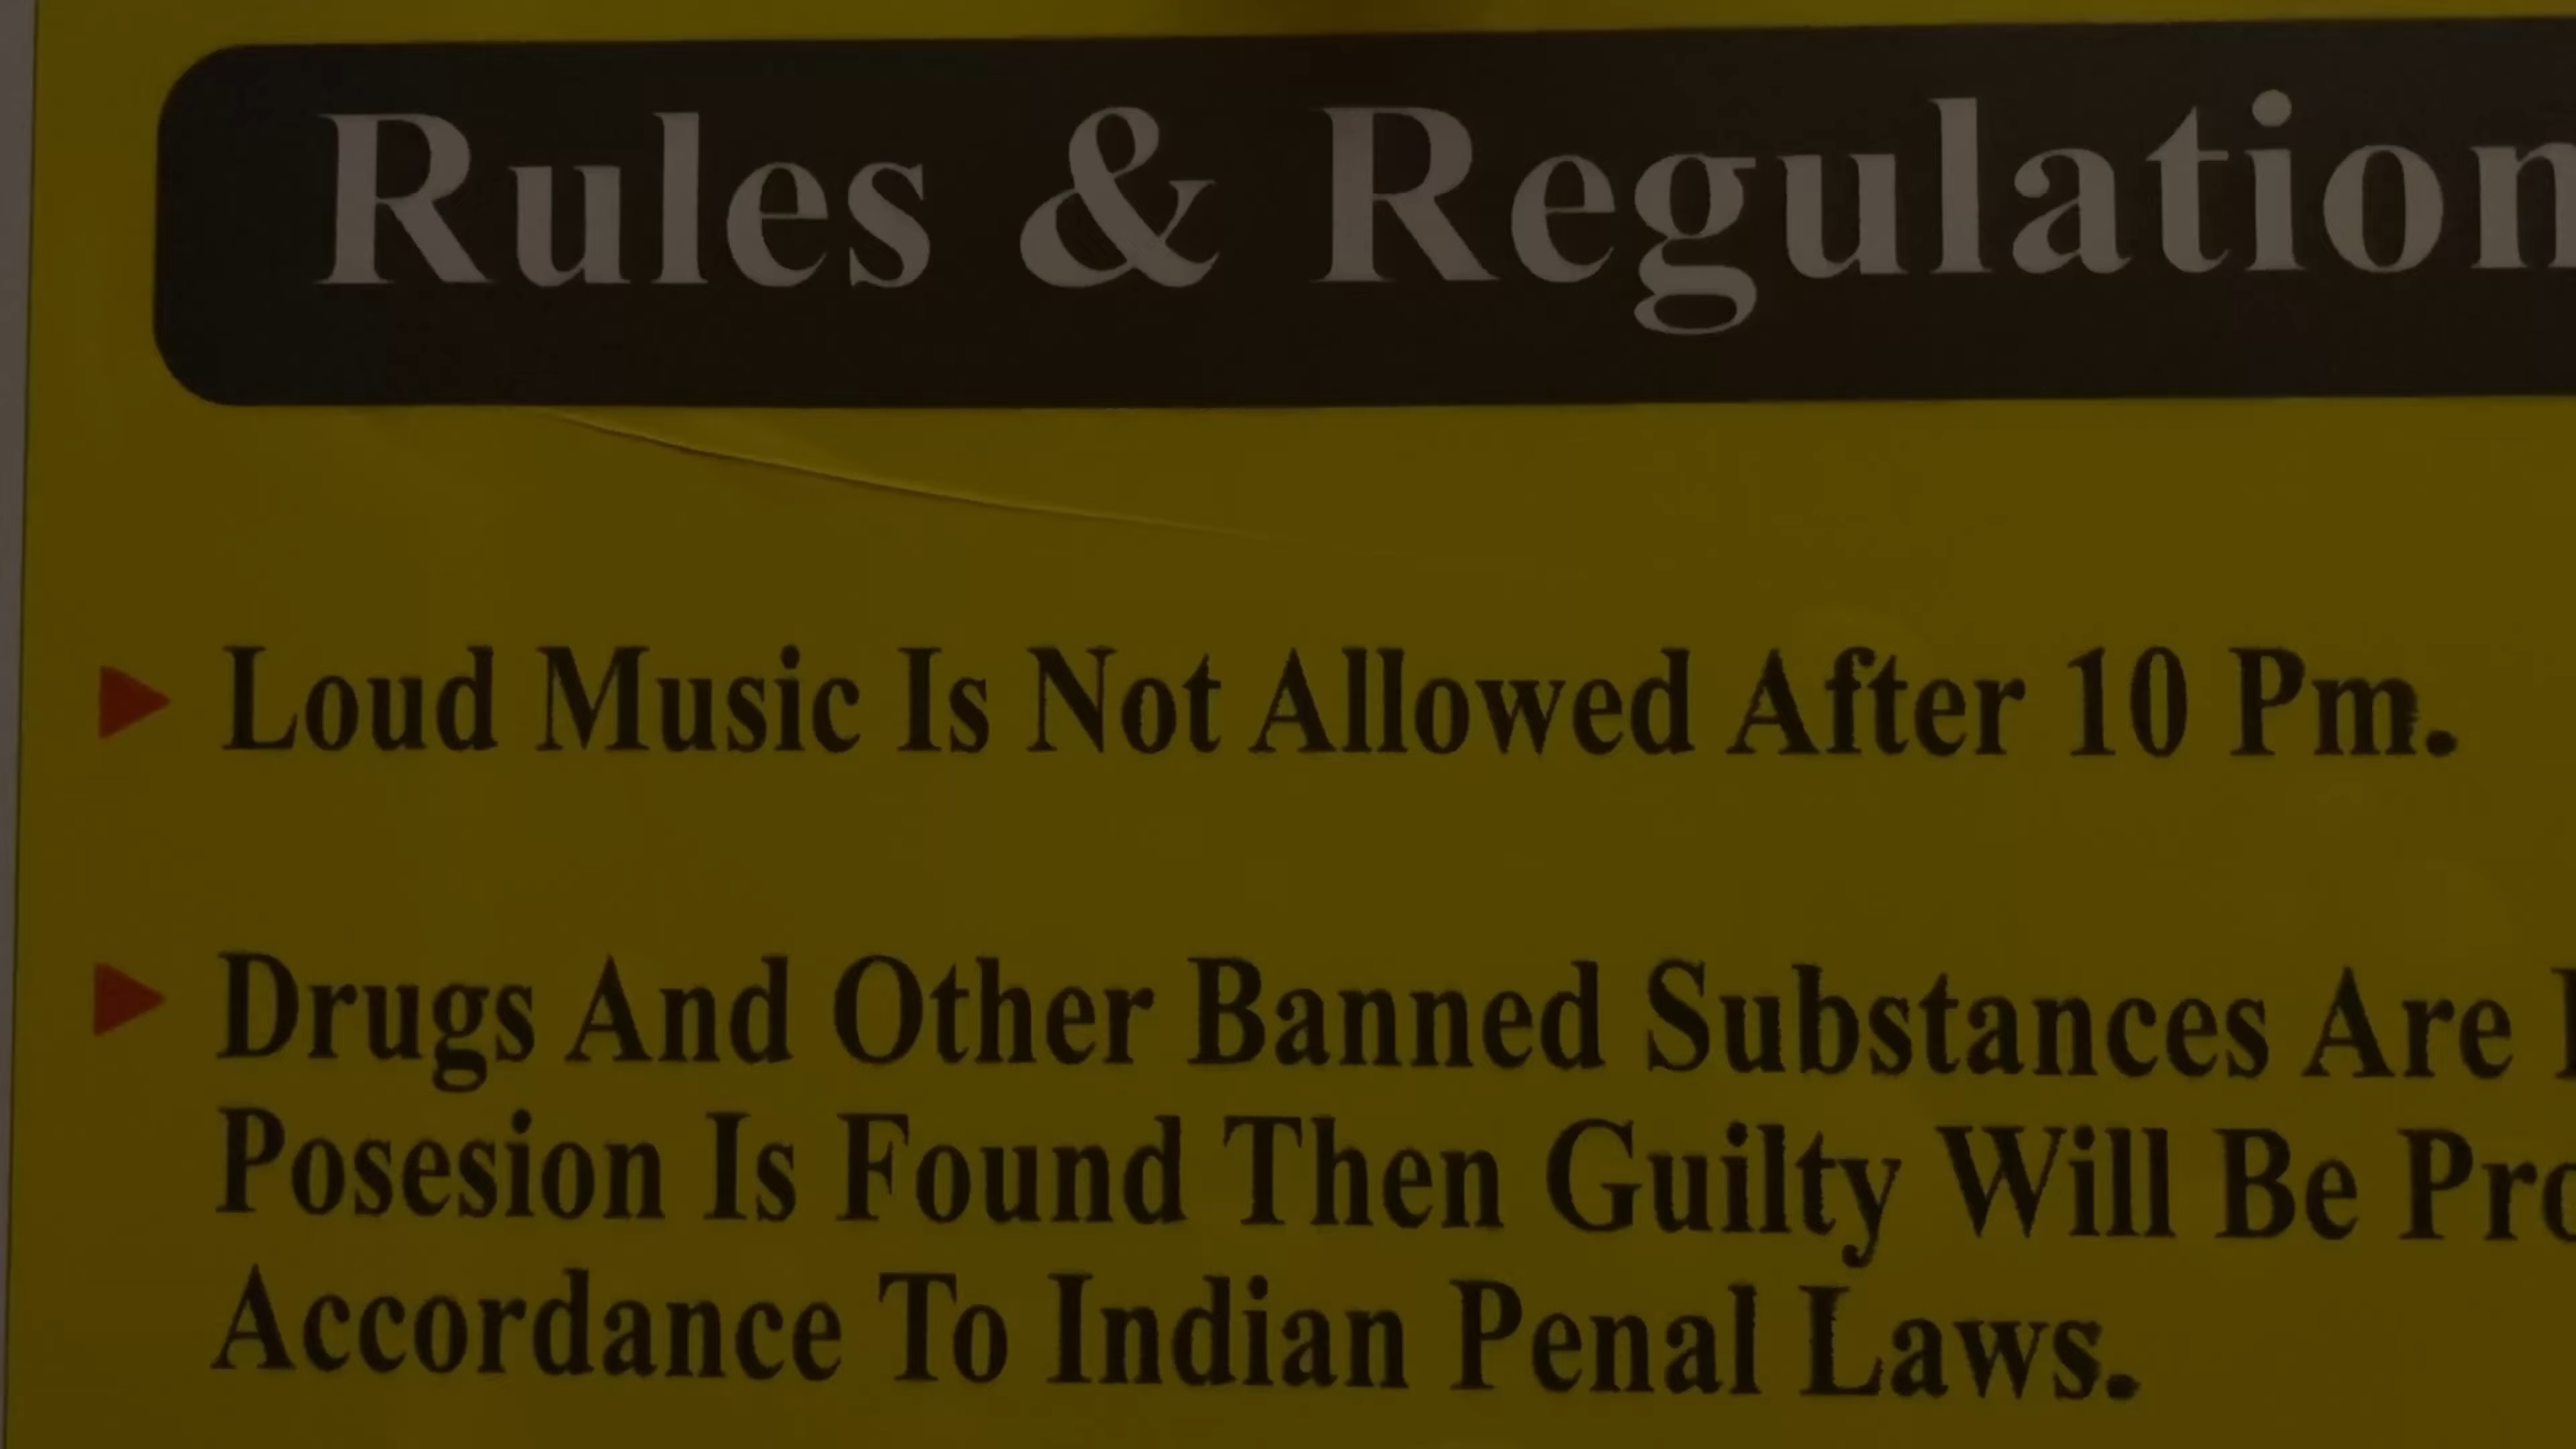 Rules & Regulation
Loud Music Is Not Allowed After 10 Pm.
Drugs And Other Banned Substances Are
Posesion Is Found Then Guilty Will Be Pro
Accordance To Indian Penal Laws.